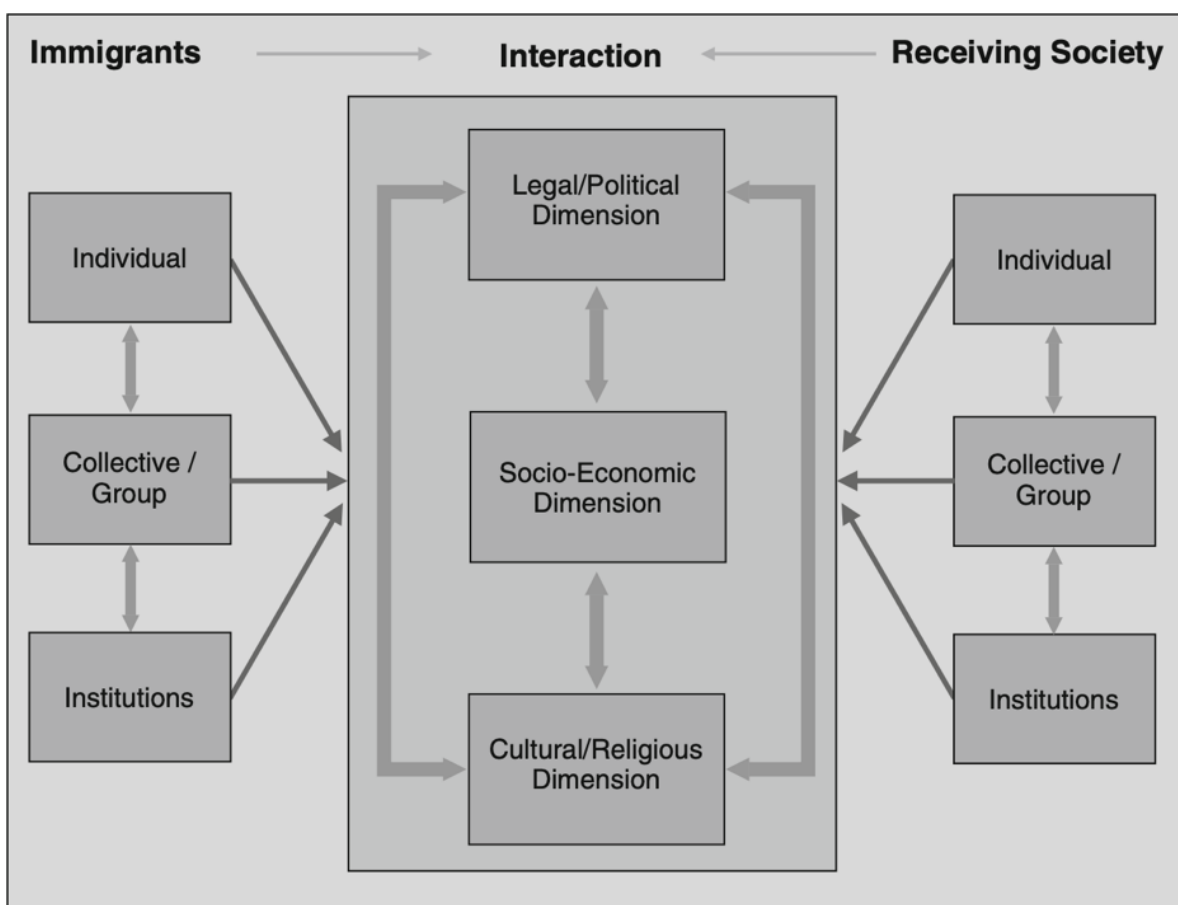 Immigrants
Interaction
Receiving Society
Individual
Collective /
Group
Institutions
Legal/Political
Dimension
Socio-Economic
Dimension
Cultural/Religious
Dimension
Individual
Collective /
Group
Institutions